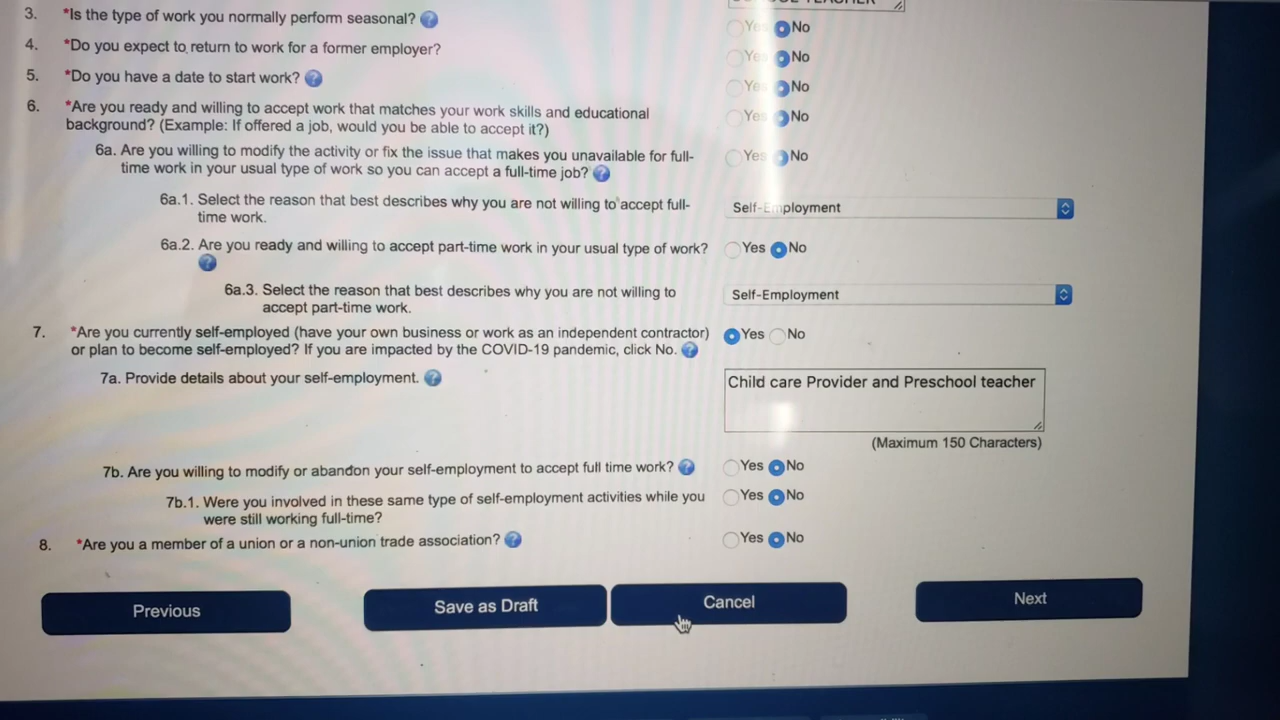 TEACHER
3. *Is the type of work you normally perform seasonal? Yes No
4. *Do you expect to return to work for a former employer? Yes No
5. *Do you have a date to start work? Yes No
6. *Are you ready and willing to accept work that matches your work skills and educational Yes No
background? (Example: If offered a job, would you be able to accept it?)
6a. Are you willing to modify the activity or fix the issue that makes you unavailable for full- Yes No
time work in your usual type of work so you can accept a full-time job?
6a.1. Select the reason that best describes why you are not willing to accept full- Self-Employment
time work.
6a.2. Are you ready and willing to accept part-time work in your usual type of work? Yes No
6a.3. Select the reason that best describes why you are not willing to Self-Employment
accept part-time work.
7. *Are you currently self-employed (have your own business or work as an independent contractor) Yes No
or plan to become self-employed? If you are impacted by the COVID-19 pandemic, click No.
7a. Provide details about your self-employment. Child care Provider and Preschool teacher
(Maximum 150 Characters)
7b. Are you willing to modify or abandon your self-employment to accept full time work? Yes No
7b.1. Were you involved in these same type of self-employment activities while you Yes No
were still working full-time?
8. *Are you a member of a union or a non-union trade association? Yes No
Previous Save as Draft Cancel Next